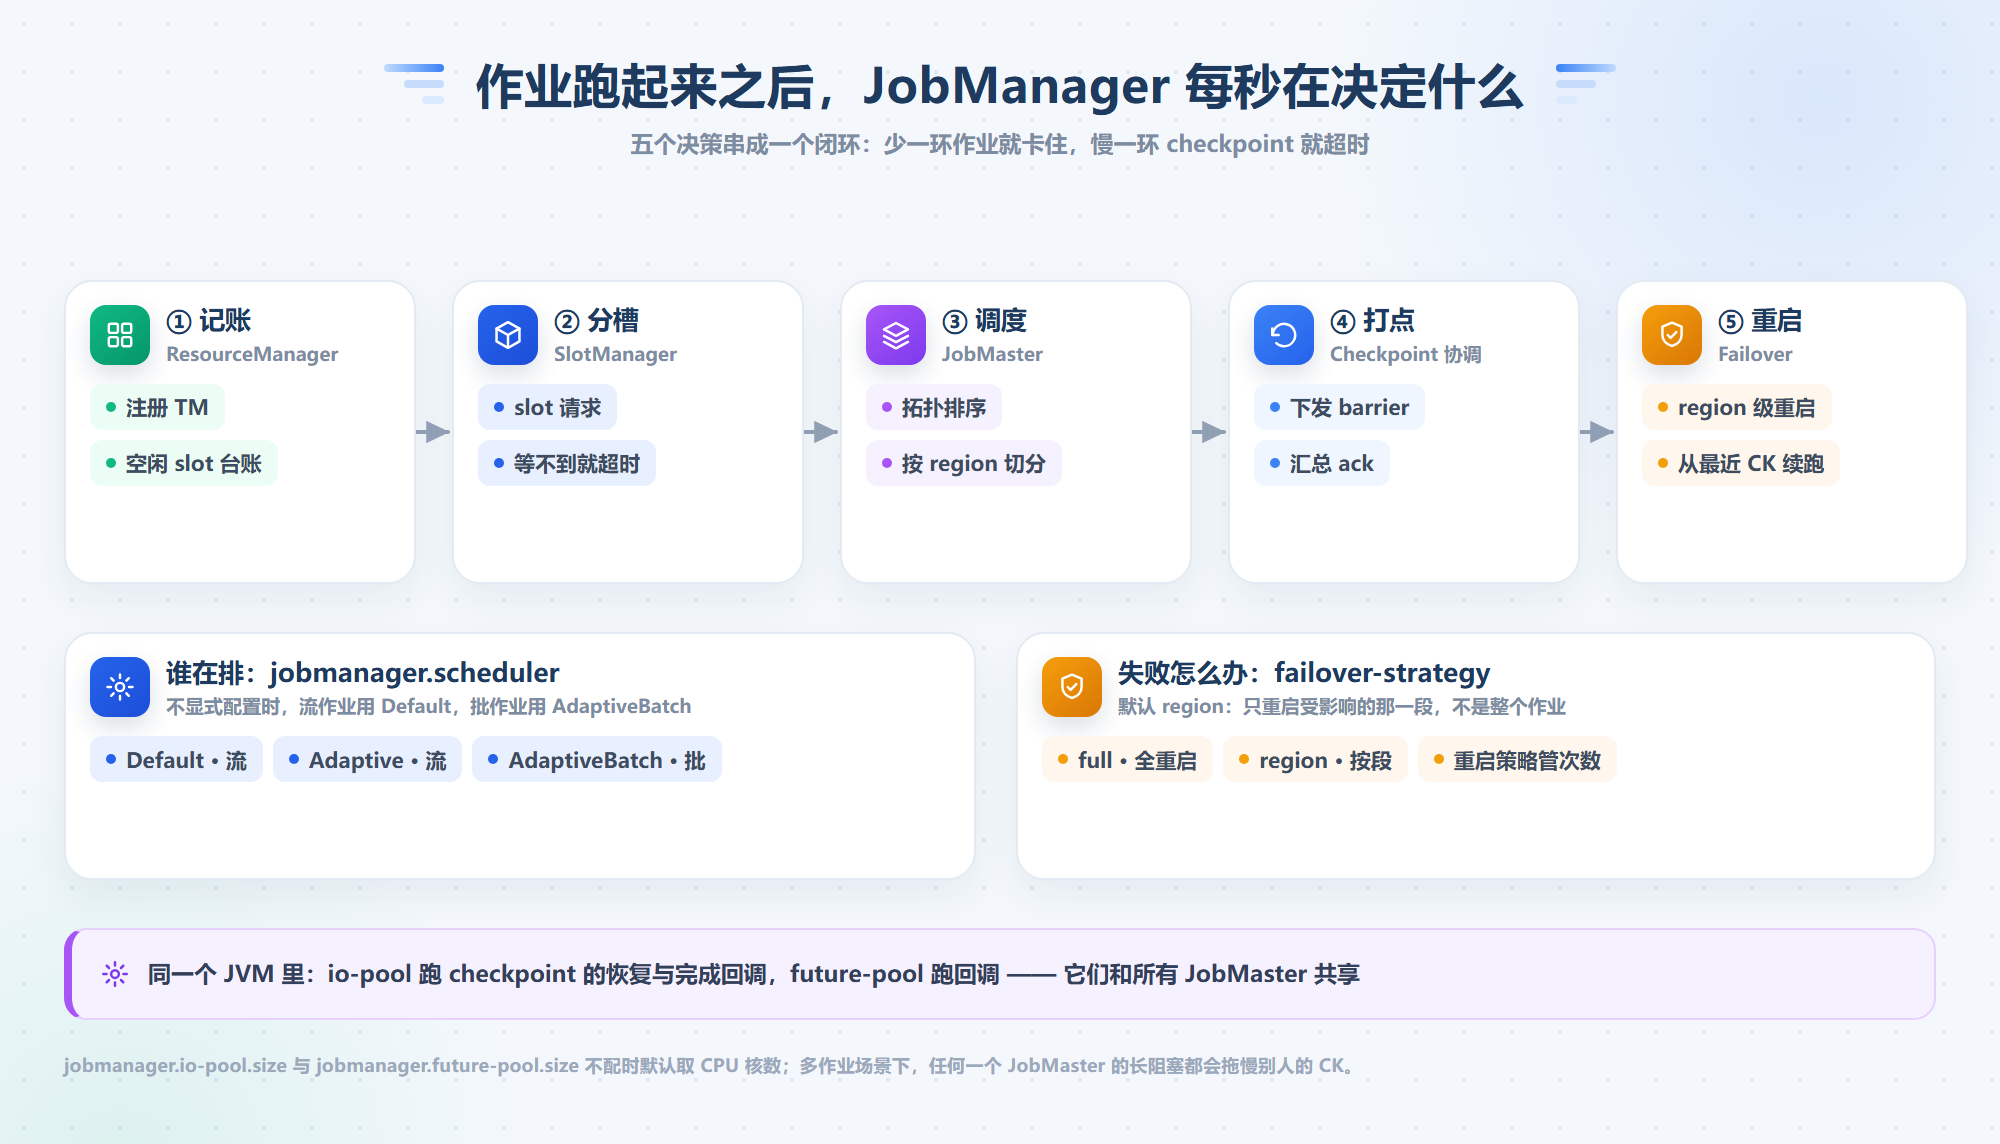 作业跑起来之后，JobManager 每秒在决定什么
五个决策串成一个闭环：少一环作业就卡住，慢一环 checkpoint 就超时
① 记账
ResourceManager
注册 TM
空闲 slot 台账
② 分槽
SlotManager
slot 请求
等不到就超时
③ 调度
JobMaster
拓扑排序
按 region 切分
④ 打点
Checkpoint 协调
下发 barrier
汇总 ack
⑤ 重启
Failover
region 级重启
从最近 CK 续跑
谁在排：jobmanager.scheduler
不显式配置时，流作业用 Default，批作业用 AdaptiveBatch
Default • 流
Adaptive • 流
AdaptiveBatch • 批
失败怎么办：failover-strategy
默认 region：只重启受影响的那一段，不是整个作业
full • 全重启
region • 按段
重启策略管次数
同一个 JVM 里：io-pool 跑 checkpoint 的恢复与完成回调，future-pool 跑回调 —— 它们和所有 JobMaster 共享
jobmanager.io-pool.size 与 jobmanager.future-pool.size 不配时默认取 CPU 核数；多作业场景下，任何一个 JobMaster 的长阻塞都会拖慢别人的 CK。